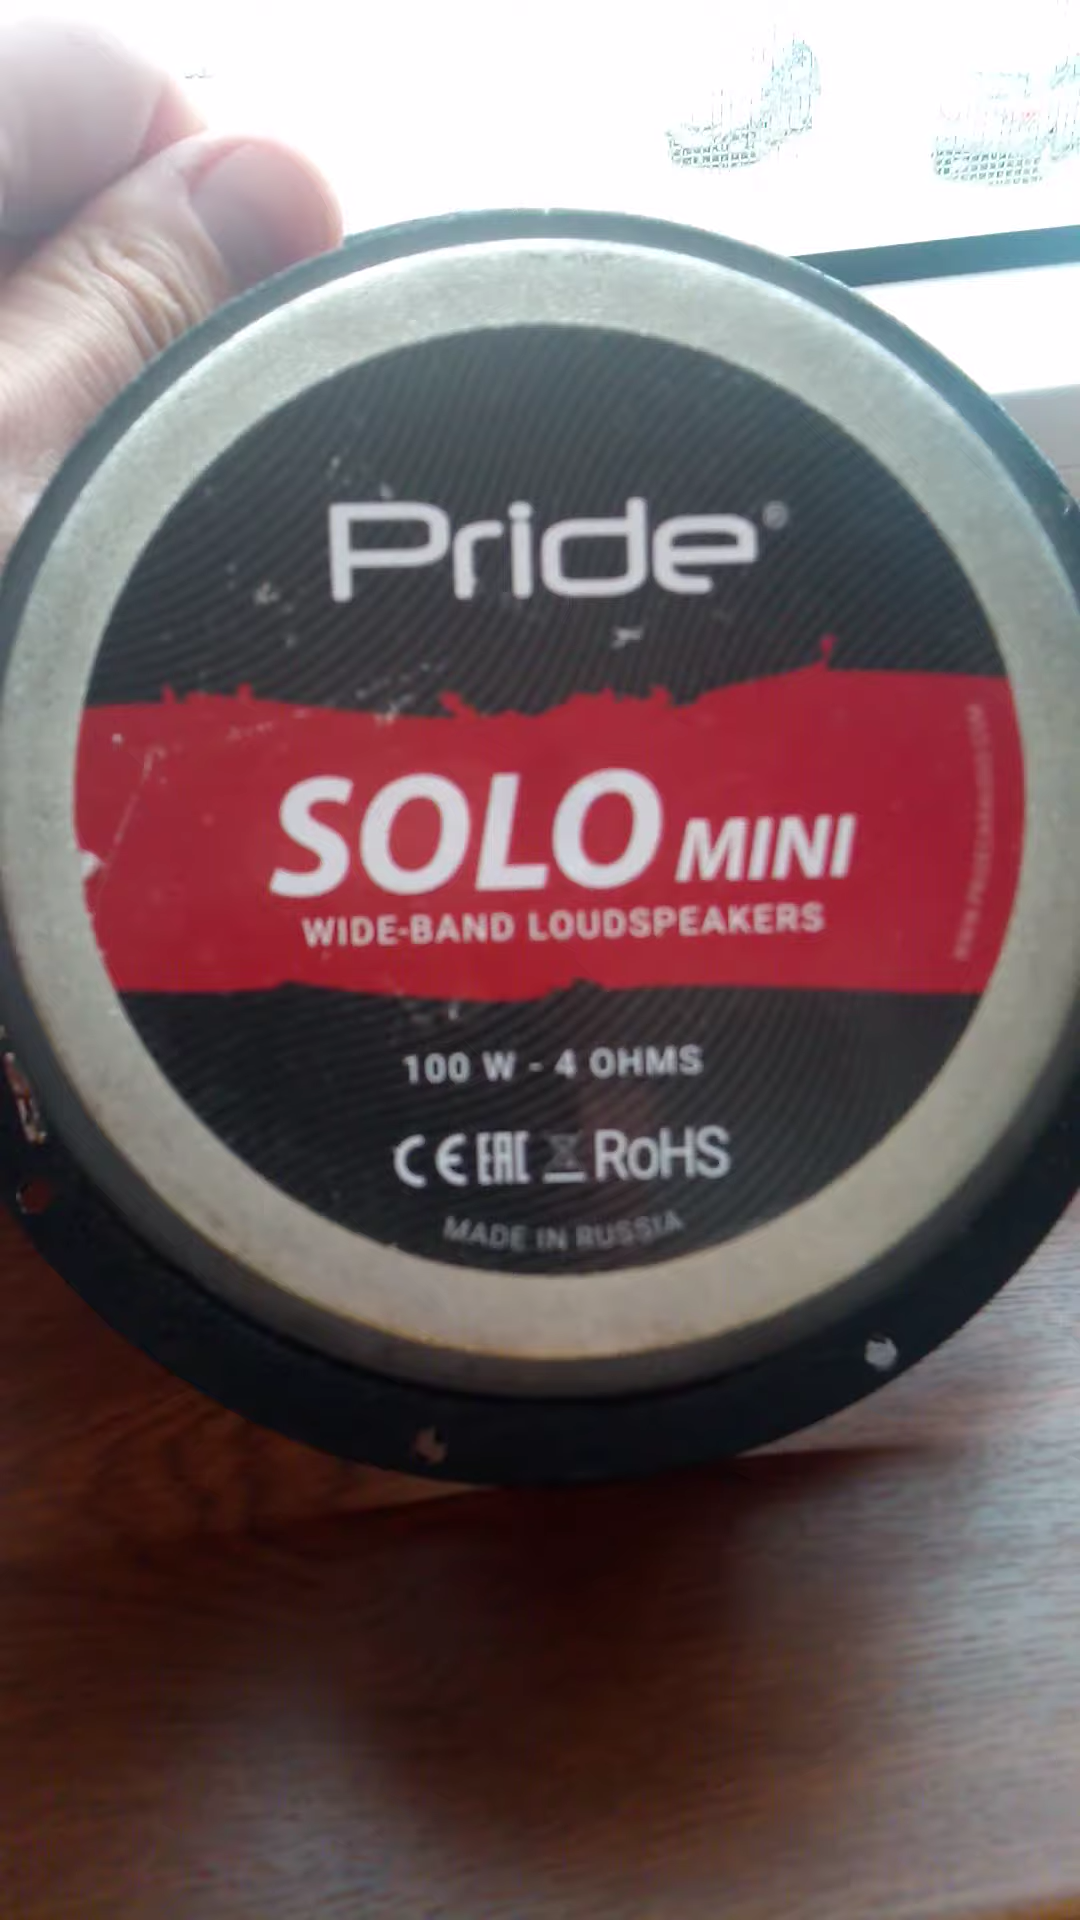 Pride®
SOLO MINI
WIDE-BAND LOUDSPEAKERS
100 W - 4 OHMS
CE EAC RoHS
MADE IN RUSSIA